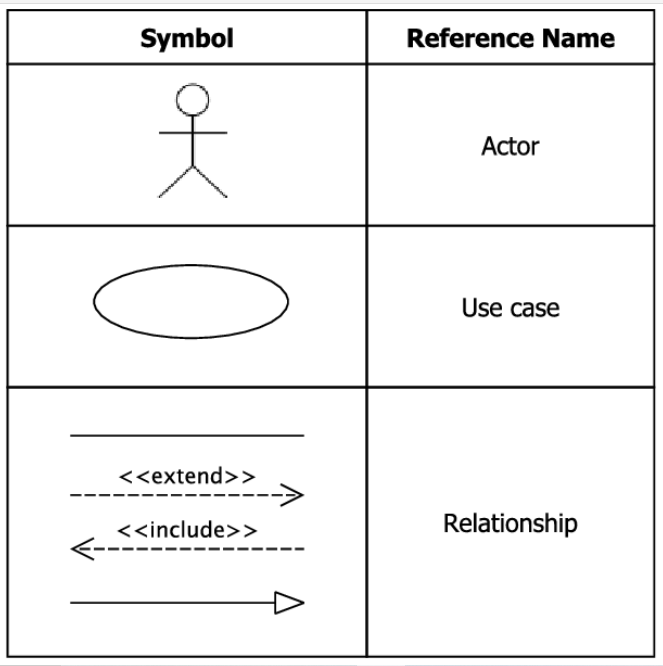 Symbol
Reference Name
Actor
Use case
<<extend>>
<<include>>
Relationship